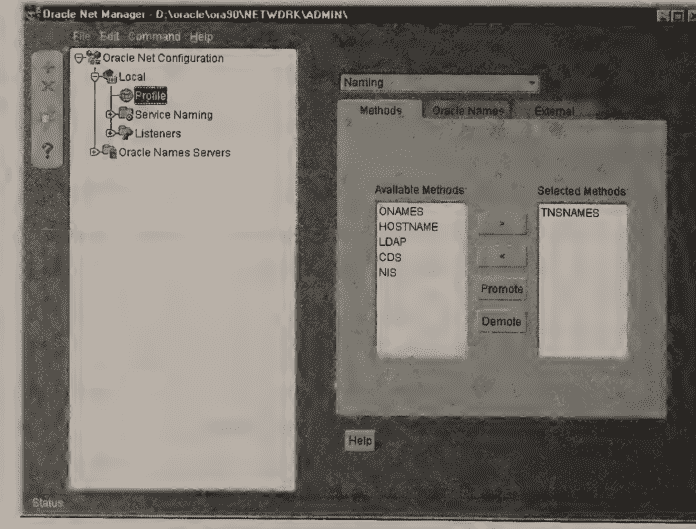 Oracle Net Manager - D:\oracle\ora90\NETWORK\ADMIN\
File Edit Command Help
Oracle Net Configuration
Local
Profile
Service Naming
Listeners
Oracle Names Servers
?
Naming
Methods Oracle Names External
Available Methods:
ONAMES
HOSTNAME
LDAP
CDS
NIS
>
<
Promote
Demote
Selected Methods:
TNSNAMES
Help
Status